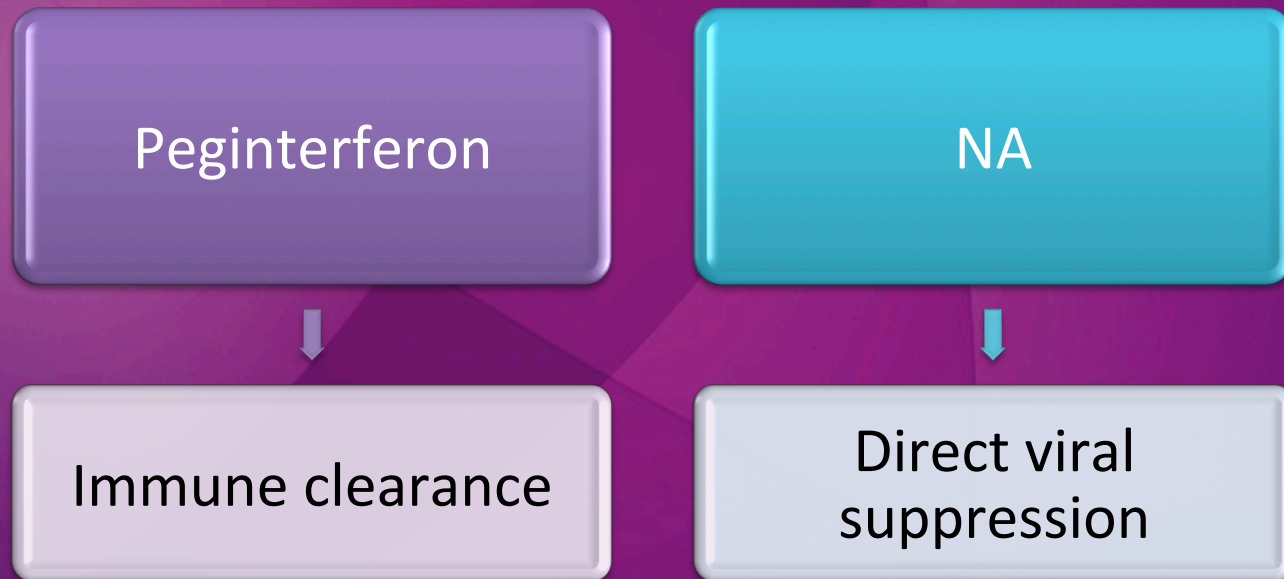 Peginterferon
NA
Immune clearance
Direct viral
suppression